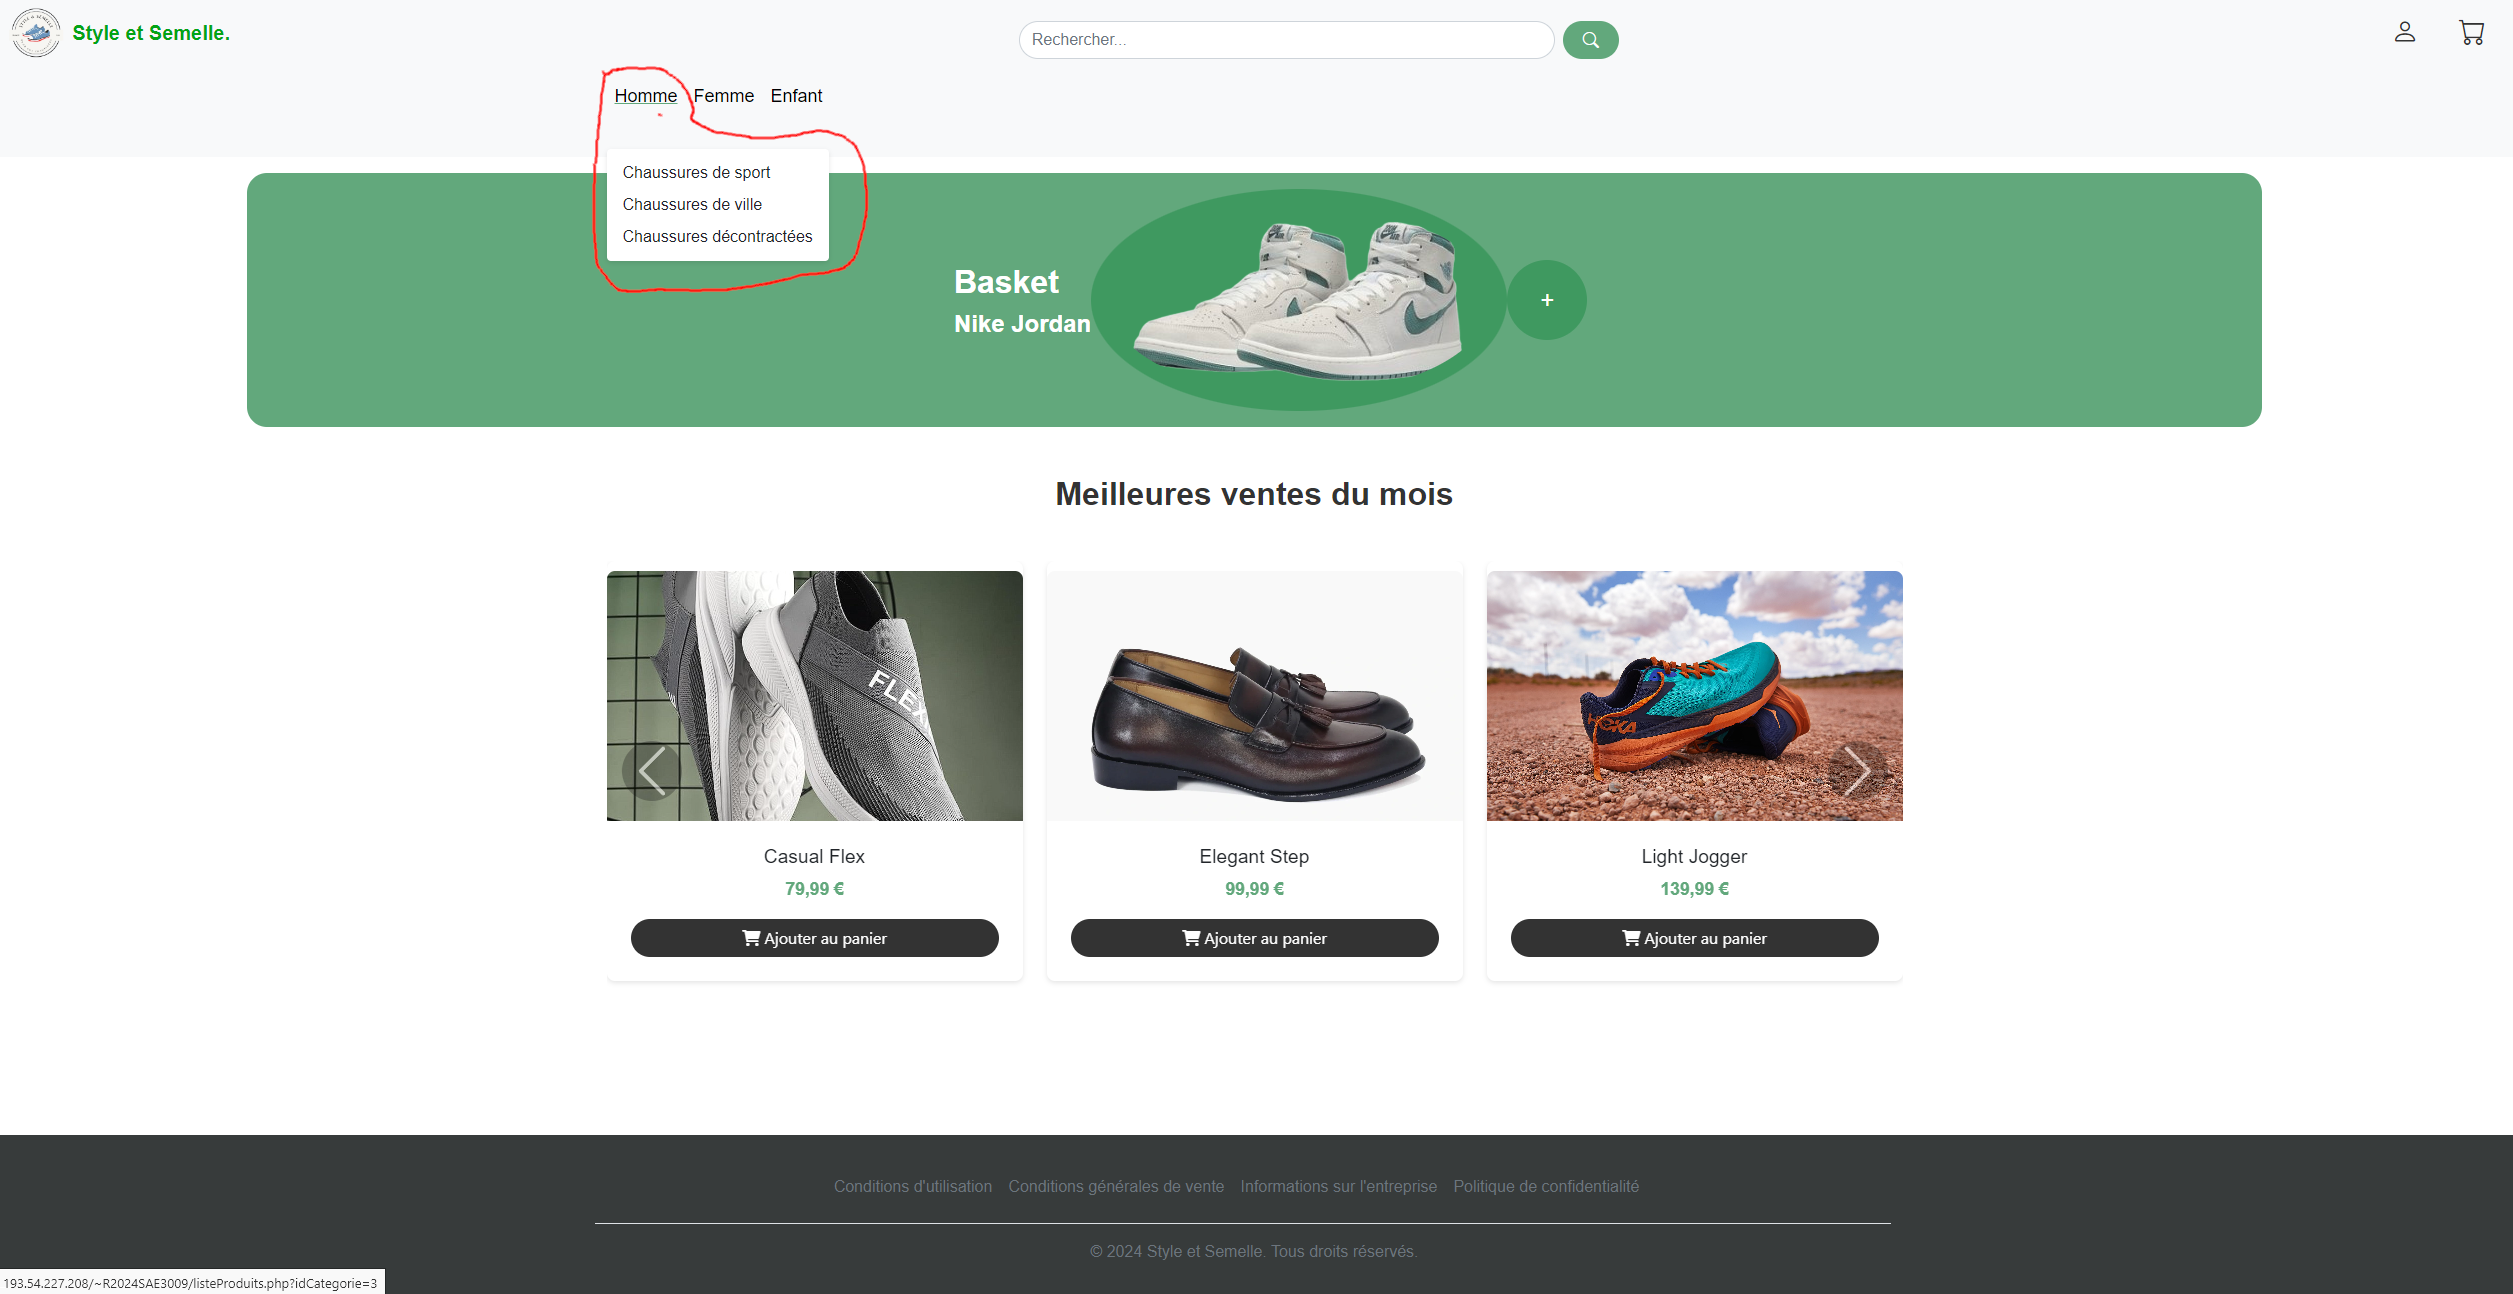 Style et Semelle.
Rechercher...
Homme Femme Enfant
Chaussures de sport
Chaussures de ville
Chaussures décontractées
Basket
Nike Jordan
+
Meilleures ventes du mois
FLEX
HOKA
Casual Flex
79,99 €
Ajouter au panier
Elegant Step
99,99 €
Ajouter au panier
Light Jogger
139,99 €
Ajouter au panier
Conditions d'utilisation Conditions générales de vente Informations sur l'entreprise Politique de confidentialité
© 2024 Style et Semelle. Tous droits réservés.
193.54.227.208/~R2024SAE3009/listeProduits.php?idCategorie=3